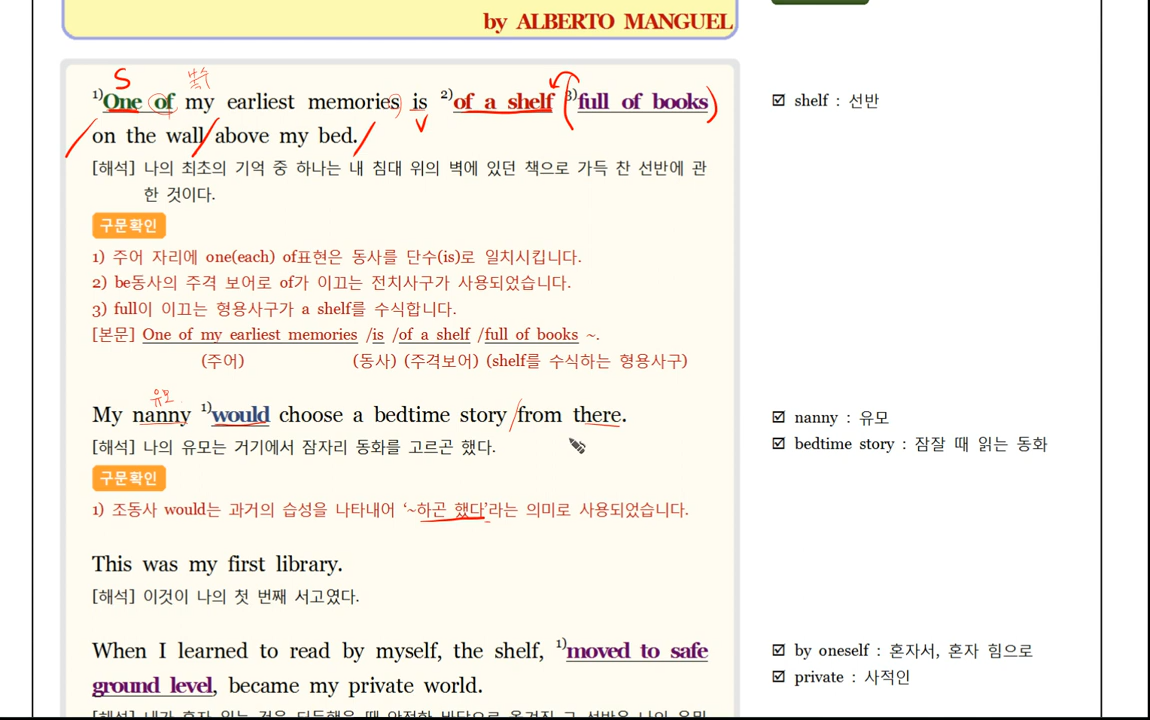 by ALBERTO MANGUEL
S
복수
1)One of my earliest memories is 2)of a shelf 3)full of books
V
on the wall above my bed.
[해석] 나의 최초의 기억 중 하나는 내 침대 위의 벽에 있던 책으로 가득 찬 선반에 관
한 것이다.
구문확인
1) 주어 자리에 one(each) of표현은 동사를 단수(is)로 일치시킵니다.
2) be동사의 주격 보어로 of가 이끄는 전치사구가 사용되었습니다.
3) full이 이끄는 형용사구가 a shelf를 수식합니다.
[본문] One of my earliest memories /is /of a shelf /full of books ~.
(주어) (동사) (주격보어) (shelf를 수식하는 형용사구)
유모
My nanny 1)would choose a bedtime story from there.
[해석] 나의 유모는 거기에서 잠자리 동화를 고르곤 했다.
구문확인
1) 조동사 would는 과거의 습성을 나타내어 ‘~하곤 했다’라는 의미로 사용되었습니다.
This was my first library.
[해석] 이것이 나의 첫 번째 서고였다.
When I learned to read by myself, the shelf, 1)moved to safe
ground level, became my private world.
☑ shelf : 선반
☑ nanny : 유모
☑ bedtime story : 잠잘 때 읽는 동화
☑ by oneself : 혼자서, 혼자 힘으로
☑ private : 사적인